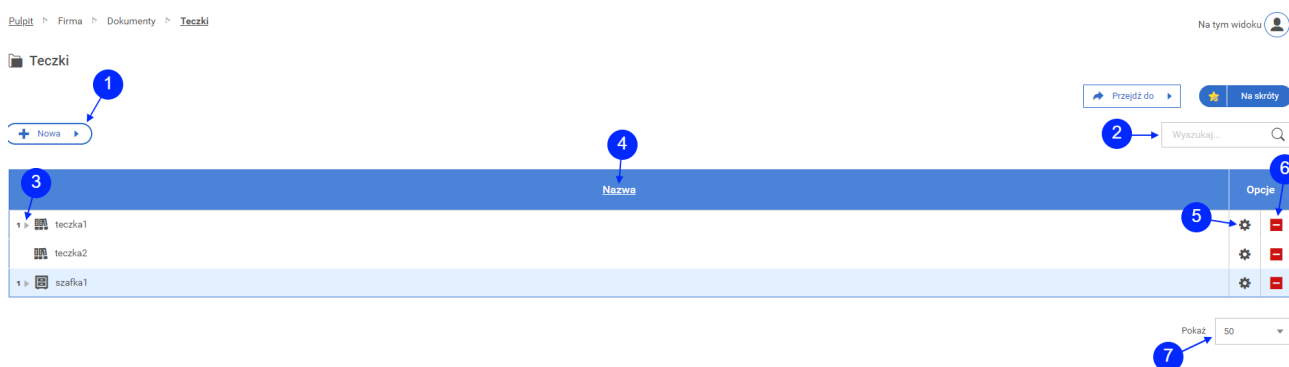 Pulpit Firma Dokumenty Teczki
Na tym widoku
Teczki
1
Przejdź do
Na skróty
Nowa
2
Wyszukaj...
4
3
6
Nazwa
Opcje
1 teczka1
5
teczka2
1 szafka1
Pokaż 50
7